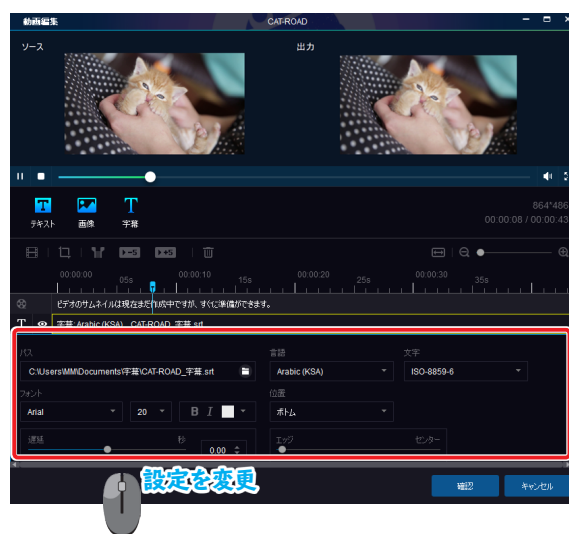 動画編集 CAT-ROAD
ソース 出力
テキスト 画像 字幕
864*486
00:00:08 / 00:00:43
00:00:00 05s 00:00:10 15s 00:00:20 25s 00:00:30 35s
ビデオのサムネイルは現在まだ作成中ですが、すぐに準備ができます。
T 字幕: Arabic (KSA) CAT-ROAD_字幕.srt
パス 言語 文字
C:\Users\MM\Documents\字幕\CAT-ROAD_字幕.srt Arabic (KSA) ISO-8859-6
フォント 位置
Arial 20 B I ボトム
遅延 秒 0.00 エッジ センター
設定を変更
確認 キャンセル